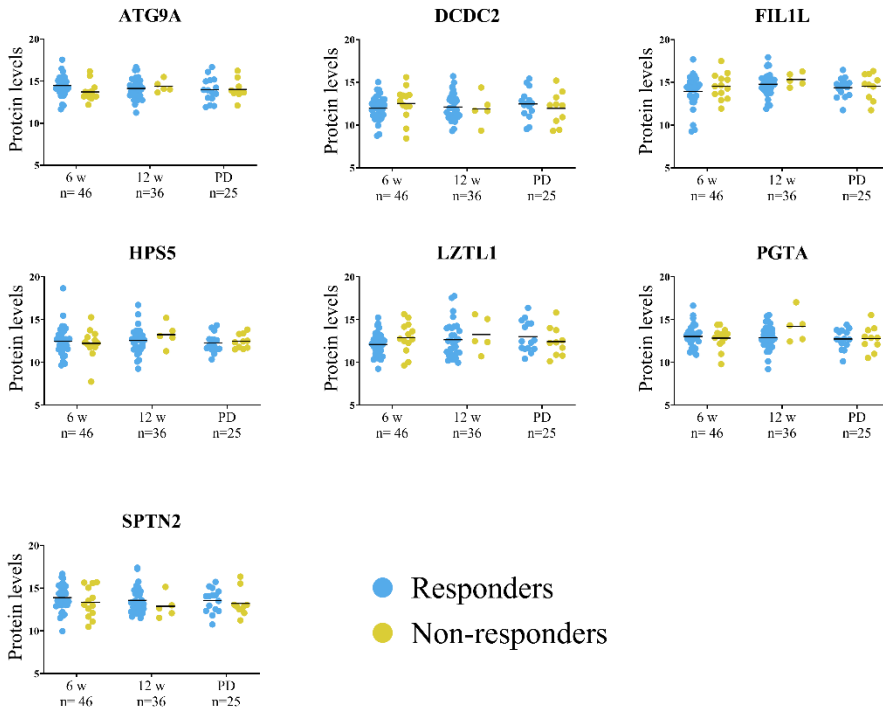 ATG9A
Protein levels
20
15
10
5
6 w
n= 46
12 w
n=36
PD
n=25
DCDC2
Protein levels
20
15
10
5
6 w
n= 46
12 w
n=36
PD
n=25
FIL1L
Protein levels
20
15
10
5
6 w
n= 46
12 w
n=36
PD
n=25
HPS5
Protein levels
20
15
10
5
6 w
n= 46
12 w
n=36
PD
n=25
LZTL1
Protein levels
20
15
10
5
6 w
n= 46
12 w
n=36
PD
n=25
PGTA
Protein levels
20
15
10
5
6 w
n= 46
12 w
n=36
PD
n=25
SPTN2
Protein levels
20
15
10
5
6 w
n= 46
12 w
n=36
PD
n=25
Responders
Non-responders